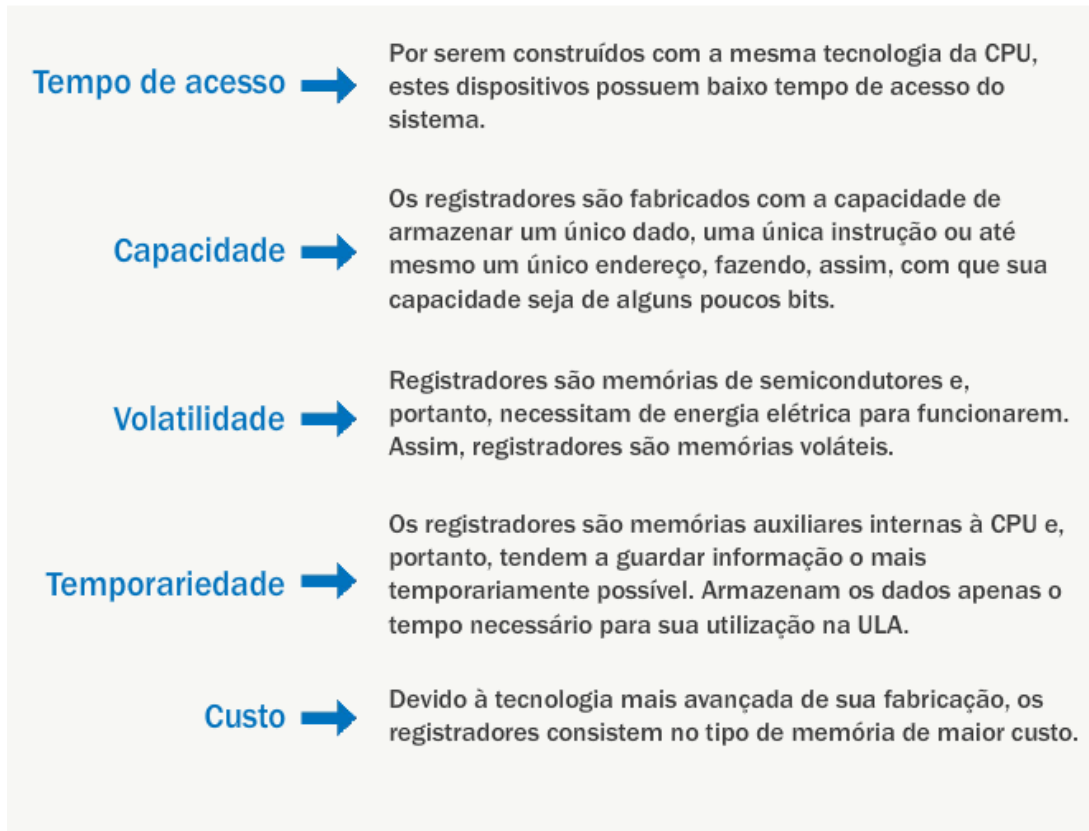 Tempo de acesso
Por serem construídos com a mesma tecnologia da CPU,
estes dispositivos possuem baixo tempo de acesso do
sistema.
Capacidade
Os registradores são fabricados com a capacidade de
armazenar um único dado, uma única instrução ou até
mesmo um único endereço, fazendo, assim, com que sua
capacidade seja de alguns poucos bits.
Volatilidade
Registradores são memórias de semicondutores e,
portanto, necessitam de energia elétrica para funcionarem.
Assim, registradores são memórias voláteis.
Temporariedade
Os registradores são memórias auxiliares internas à CPU e,
portanto, tendem a guardar informação o mais
temporariamente possível. Armazenam os dados apenas o
tempo necessário para sua utilização na ULA.
Custo
Devido à tecnologia mais avançada de sua fabricação, os
registradores consistem no tipo de memória de maior custo.